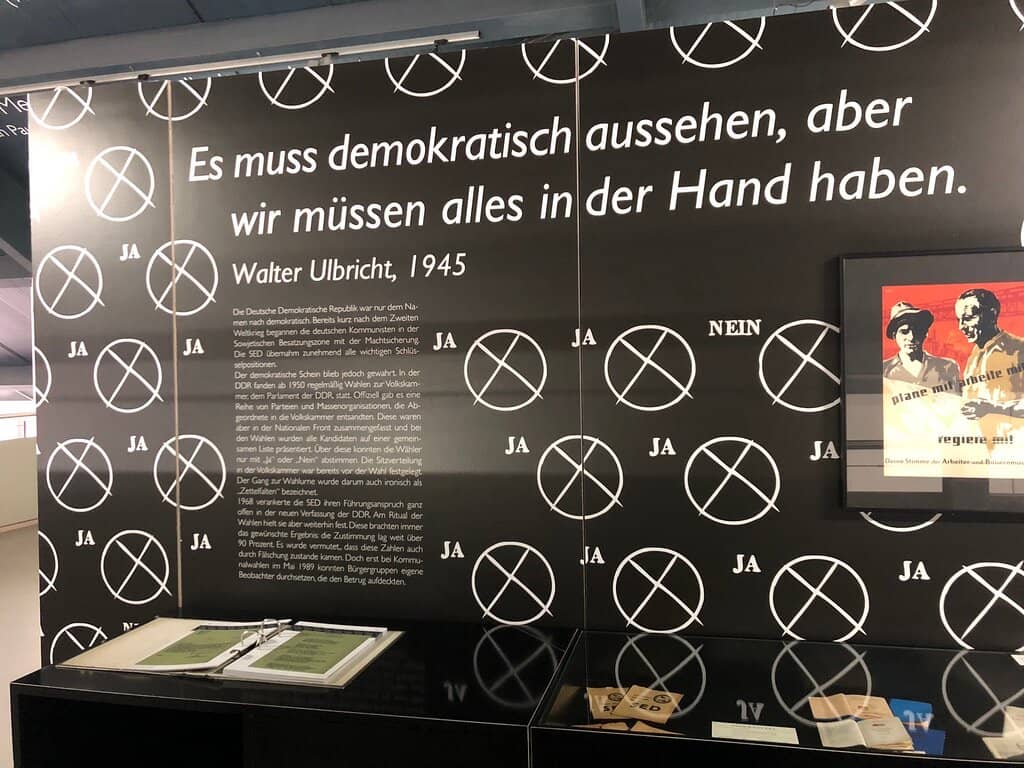 Me
Es muss demokratisch aussehen, aber
wir müssen alles in der Hand haben.
Walter Ulbricht, 1945
Die Deutsche Demokratische Republik war nur dem Na-
men nach demokratisch. Bereits kurz nach dem Zweiten
Weltkrieg begannen die deutschen Kommunisten in der
Sowjetischen Besatzungszone mit der Machtsicherung.
Die SED übernahm zunehmend alle wichtigen Schlüs-
selpositionen.
Der demokratische Schein blieb jedoch gewahrt. In der
DDR fanden ab 1950 regelmäßig Wahlen zur Volkskam-
mer, dem Parlament der DDR, statt. Offiziell gab es eine
Reihe von Parteien und Massenorganisationen, die Ab-
geordnete in die Volkskammer entsandten. Diese waren
aber in der Nationalen Front zusammengefasst und bei
den Wahlen wurden alle Kandidaten auf einer gemein-
samen Liste präsentiert. Über diese konnten die Wähler
nur mit „Ja" oder „Nein" abstimmen. Die Sitzverteilung
in der Volkskammer war bereits vor der Wahl festgelegt.
Der Gang zur Wahlurne wurde darum auch ironisch als
„Zettelfalten" bezeichnet.
1968 verankerte die SED ihren Führungsanspruch ganz
offen in der neuen Verfassung der DDR. Am Ritual der
Wahlen hielt sie aber weiterhin fest. Diese brachten immer
das gewünschte Ergebnis: die Zustimmung lag weit über
90 Prozent. Es wurde vermutet, dass diese Zahlen auch
durch Fälschung zustande kamen. Doch erst bei Kommu-
nalwahlen im Mai 1989 konnten Bürgergruppen eigene
Beobachter durchsetzen, die den Betrug aufdeckten.
JA
JA
JA
JA
JA
NEIN
JA
JA
JA
JA
JA
JA
JA
JA
JA
JA
JA
plane mit arbeite mit
regiere mit!
Deine Stimme der Arbeiter-und-Bauernmac
SED